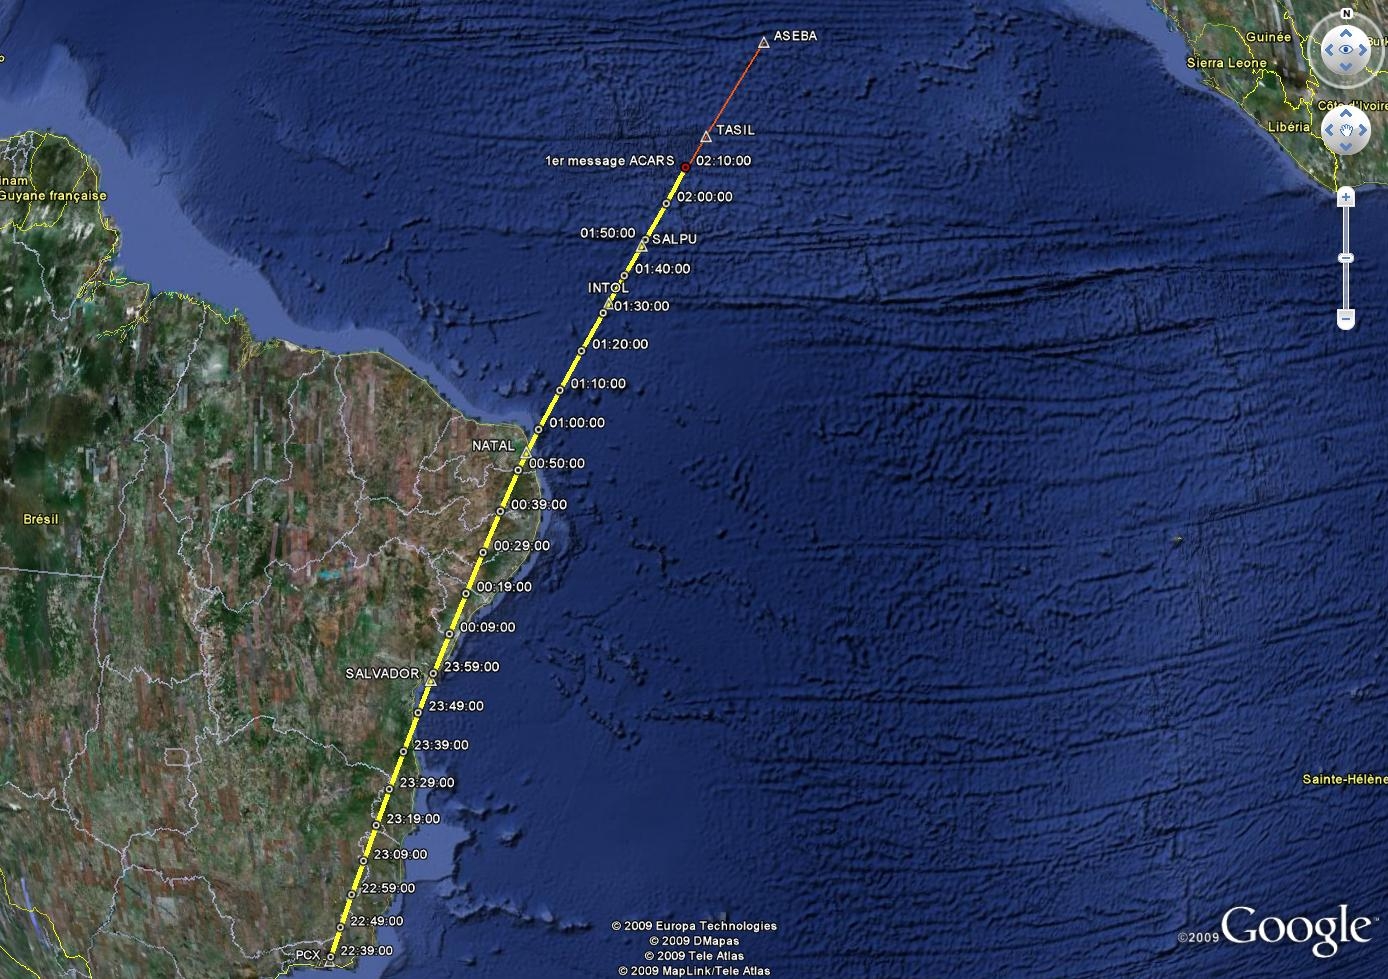 N
ASEBA
Guinée
Sierra Leone
Côte d'Ivoire
Libéria
TASIL
1er message ACARS 02:10:00
Guyane française
02:00:00
01:50:00 SALPU
01:40:00
INTOL
01:30:00
01:20:00
01:10:00
01:00:00
NATAL
00:50:00
00:39:00
Brésil
00:29:00
00:19:00
00:09:00
23:59:00
SALVADOR
23:49:00
23:39:00
23:29:00
Sainte-Hélène
23:19:00
23:09:00
22:59:00
22:49:00
PCX 22:39:00
© 2009 Europa Technologies
© 2009 DMapas
© 2009 Tele Atlas
© 2009 MapLink/Tele Atlas
©2009 Google™